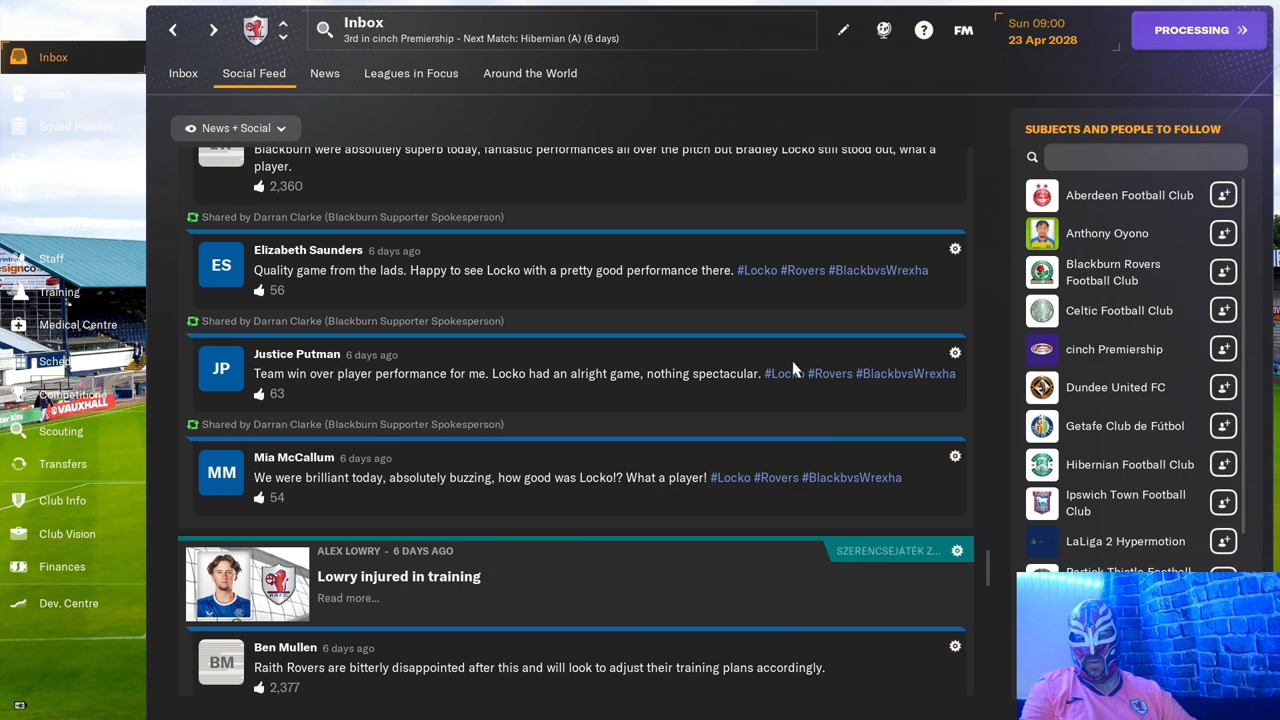 Inbox
3rd in cinch Premiership - Next Match: Hibernian (A) (6 days)
FM
Sun 09:00
23 Apr 2028
PROCESSING
Inbox
Squad
Squad Planner
Staff
Training
Medical Centre
Sched
Competitions
Scouting
Transfers
Club Info
Club Vision
Finances
Dev. Centre
VAUXHALL
Inbox
Social Feed
News
Leagues in Focus
Around the World
News + Social
Blackburn were absolutely superb today, fantastic performances all over the pitch but Bradley Locko still stood out, what a
player.
2,360
Shared by Darran Clarke (Blackburn Supporter Spokesperson)
ES
Elizabeth Saunders 6 days ago
Quality game from the lads. Happy to see Locko with a pretty good performance there. #Locko #Rovers #BlackbvsWrexha
56
Shared by Darran Clarke (Blackburn Supporter Spokesperson)
JP
Justice Putman 6 days ago
Team win over player performance for me. Locko had an alright game, nothing spectacular. #Locko #Rovers #BlackbvsWrexha
63
Shared by Darran Clarke (Blackburn Supporter Spokesperson)
MM
Mia McCallum 6 days ago
We were brilliant today, absolutely buzzing, how good was Locko!? What a player! #Locko #Rovers #BlackbvsWrexha
54
ALEX LOWRY - 6 DAYS AGO
SZERENCSEJÁTÉK Z...
Lowry injured in training
Read more...
BM
Ben Mullen 6 days ago
Raith Rovers are bitterly disappointed after this and will look to adjust their training plans accordingly.
2,377
SUBJECTS AND PEOPLE TO FOLLOW
Aberdeen Football Club
Anthony Oyono
Blackburn Rovers
Football Club
Celtic Football Club
cinch Premiership
Dundee United FC
Getafe Club de Fútbol
Hibernian Football Club
Ipswich Town Football
Club
LaLiga 2 Hypermotion
Partick Thistle Football